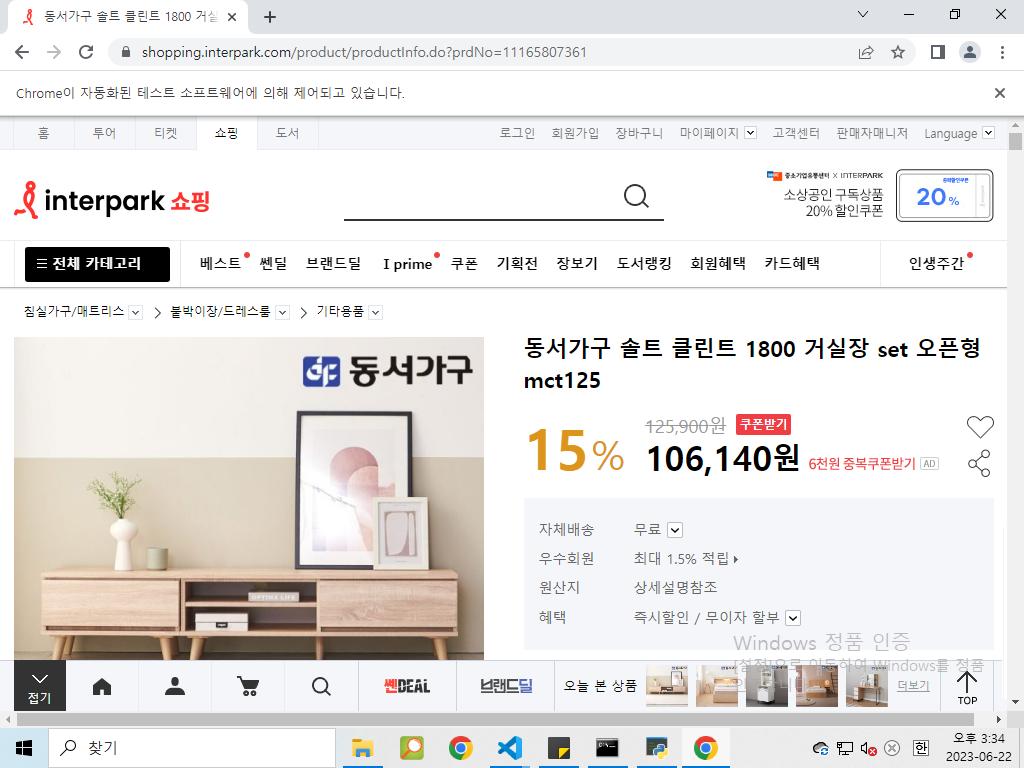 동서가구 솔트 클린트 1800 거실
shopping.interpark.com/product/productInfo.do?prdNo=11165807361
Chrome이 자동화된 테스트 소프트웨어에 의해 제어되고 있습니다.
홈 투어 티켓 쇼핑 도서 로그인 회원가입 장바구니 마이페이지 고객센터 판매자매니저 Language
interpark 쇼핑
중소기업유통센터 X INTERPARK
소상공인 구독상품
20% 할인쿠폰
20%
전체 카테고리 베스트 쎈딜 브랜드딜 I prime 쿠폰 기획전 장보기 도서랭킹 회원혜택 카드혜택 인생주간
침실가구/매트리스 > 붙박이장/드레스룸 > 기타용품
동서가구
OPTIMA LIFE
동서가구 솔트 클린트 1800 거실장 set 오픈형
mct125
125,900원 쿠폰받기
15% 106,140원 6천원 중복쿠폰받기 AD
자체배송 무료
우수회원 최대 1.5% 적립
원산지 상세설명참조
혜택 즉시할인 / 무이자 할부
Windows 정품 인증
[설정]으로 이동하여 Windows를 정품
접기 쎈DEAL 브랜드딜 오늘 본 상품 더보기 TOP
찾기
한
오후 3:34
2023-06-22